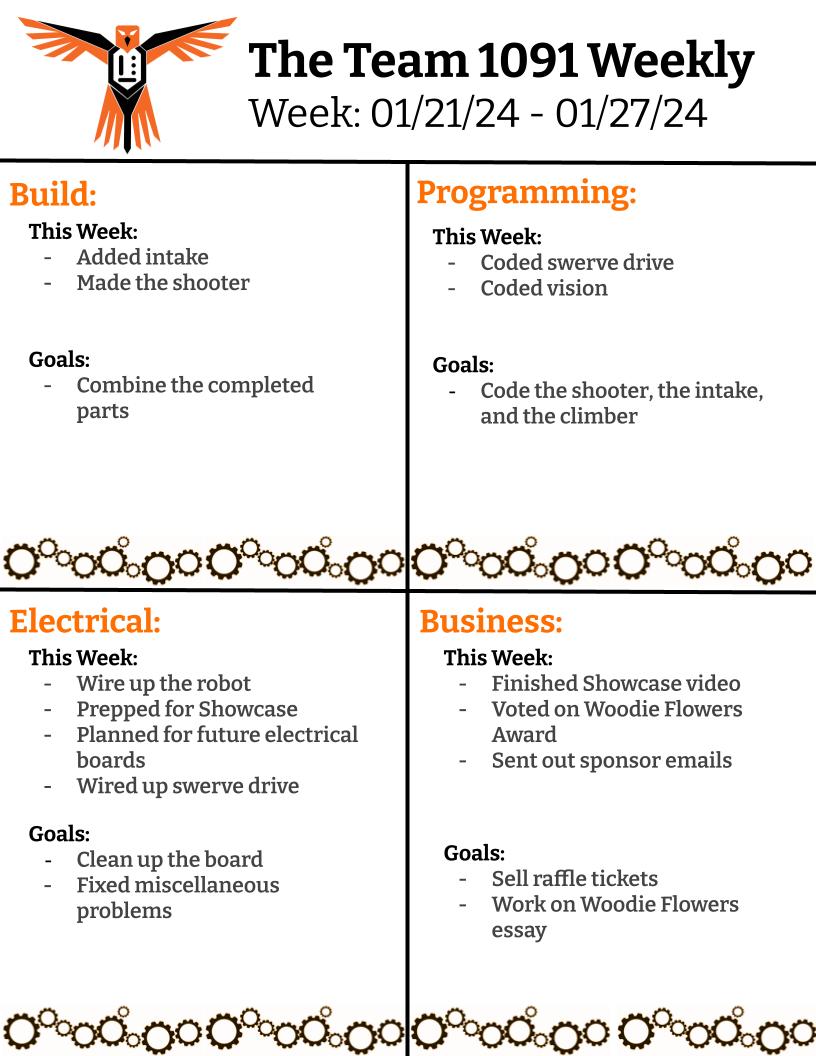 The Team 1091 Weekly
Week: 01/21/24 - 01/27/24
Build:
This Week:
- Added intake
- Made the shooter
Goals:
- Combine the completed
parts
Programming:
This Week:
- Coded swerve drive
- Coded vision
Goals:
- Code the shooter, the intake,
and the climber
Electrical:
This Week:
- Wire up the robot
- Prepped for Showcase
- Planned for future electrical
boards
- Wired up swerve drive
Goals:
- Clean up the board
- Fixed miscellaneous
problems
Business:
This Week:
- Finished Showcase video
- Voted on Woodie Flowers
Award
- Sent out sponsor emails
Goals:
- Sell raffle tickets
- Work on Woodie Flowers
essay